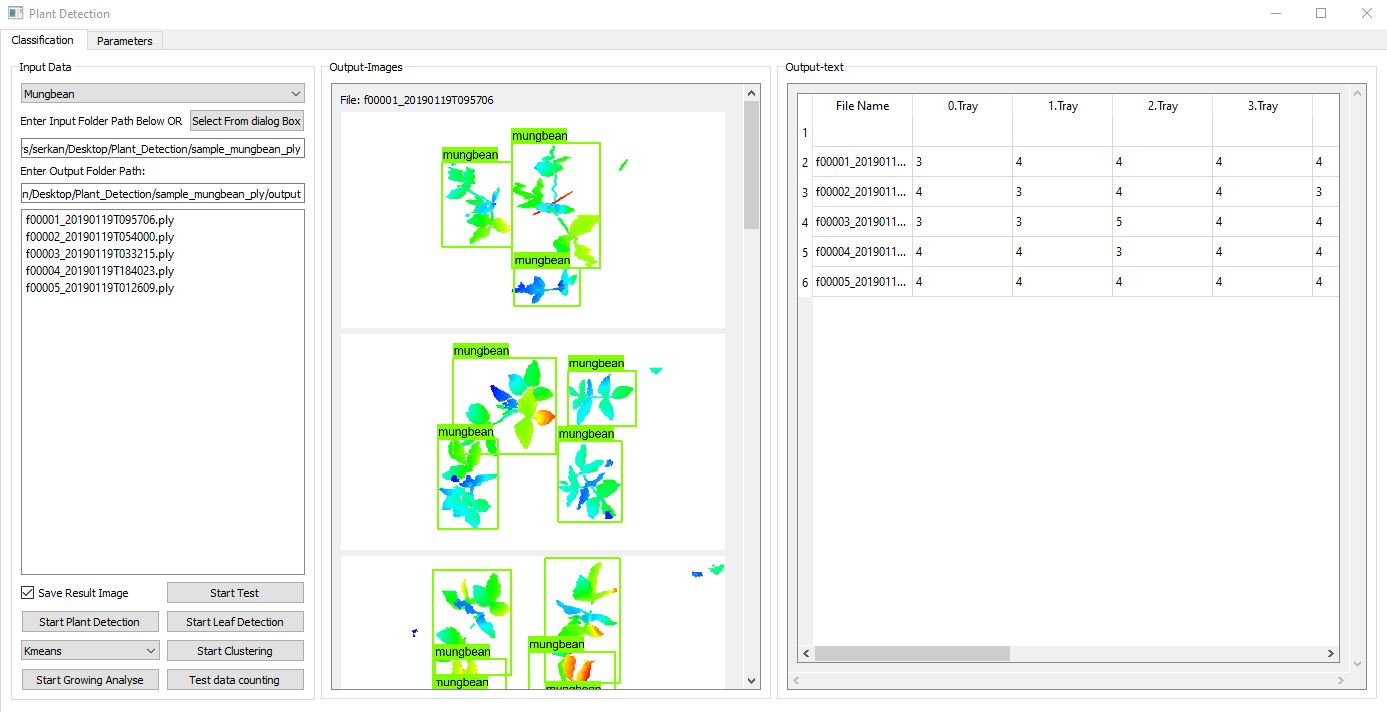 Plant Detection
Classification
Parameters
Input Data
Mungbean
Enter Input Folder Path Below OR
Select From dialog Box
's/serkan/Desktop/Plant_Detection/sample_mungbean_ply
Enter Output Folder Path:
n/Desktop/Plant_Detection/sample_mungbean_ply/output
f00001_20190119T095706.ply
f00002_20190119T054000.ply
f00003_20190119T033215.ply
f00004_20190119T184023.ply
f00005_20190119T012609.ply
Save Result Image
Start Test
Start Plant Detection
Start Leaf Detection
Kmeans
Start Clustering
Start Growing Analyse
Test data counting
Output-Images
File: f00001_20190119T095706
mungbean
mungbean
mungbean
mungbean
mungbean
mungbean
mungbean
mungbean
mungbean
mungbean
mungbean
Output-text
File Name 0.Tray 1.Tray 2.Tray 3.Tray
1
2 f00001_2019011... 3 4 4 4 4
3 f00002_2019011... 4 3 4 4 3
4 f00003_2019011... 3 3 5 4 4
5 f00004_2019011... 4 4 3 4 4
6 f00005_2019011... 4 4 4 4 4